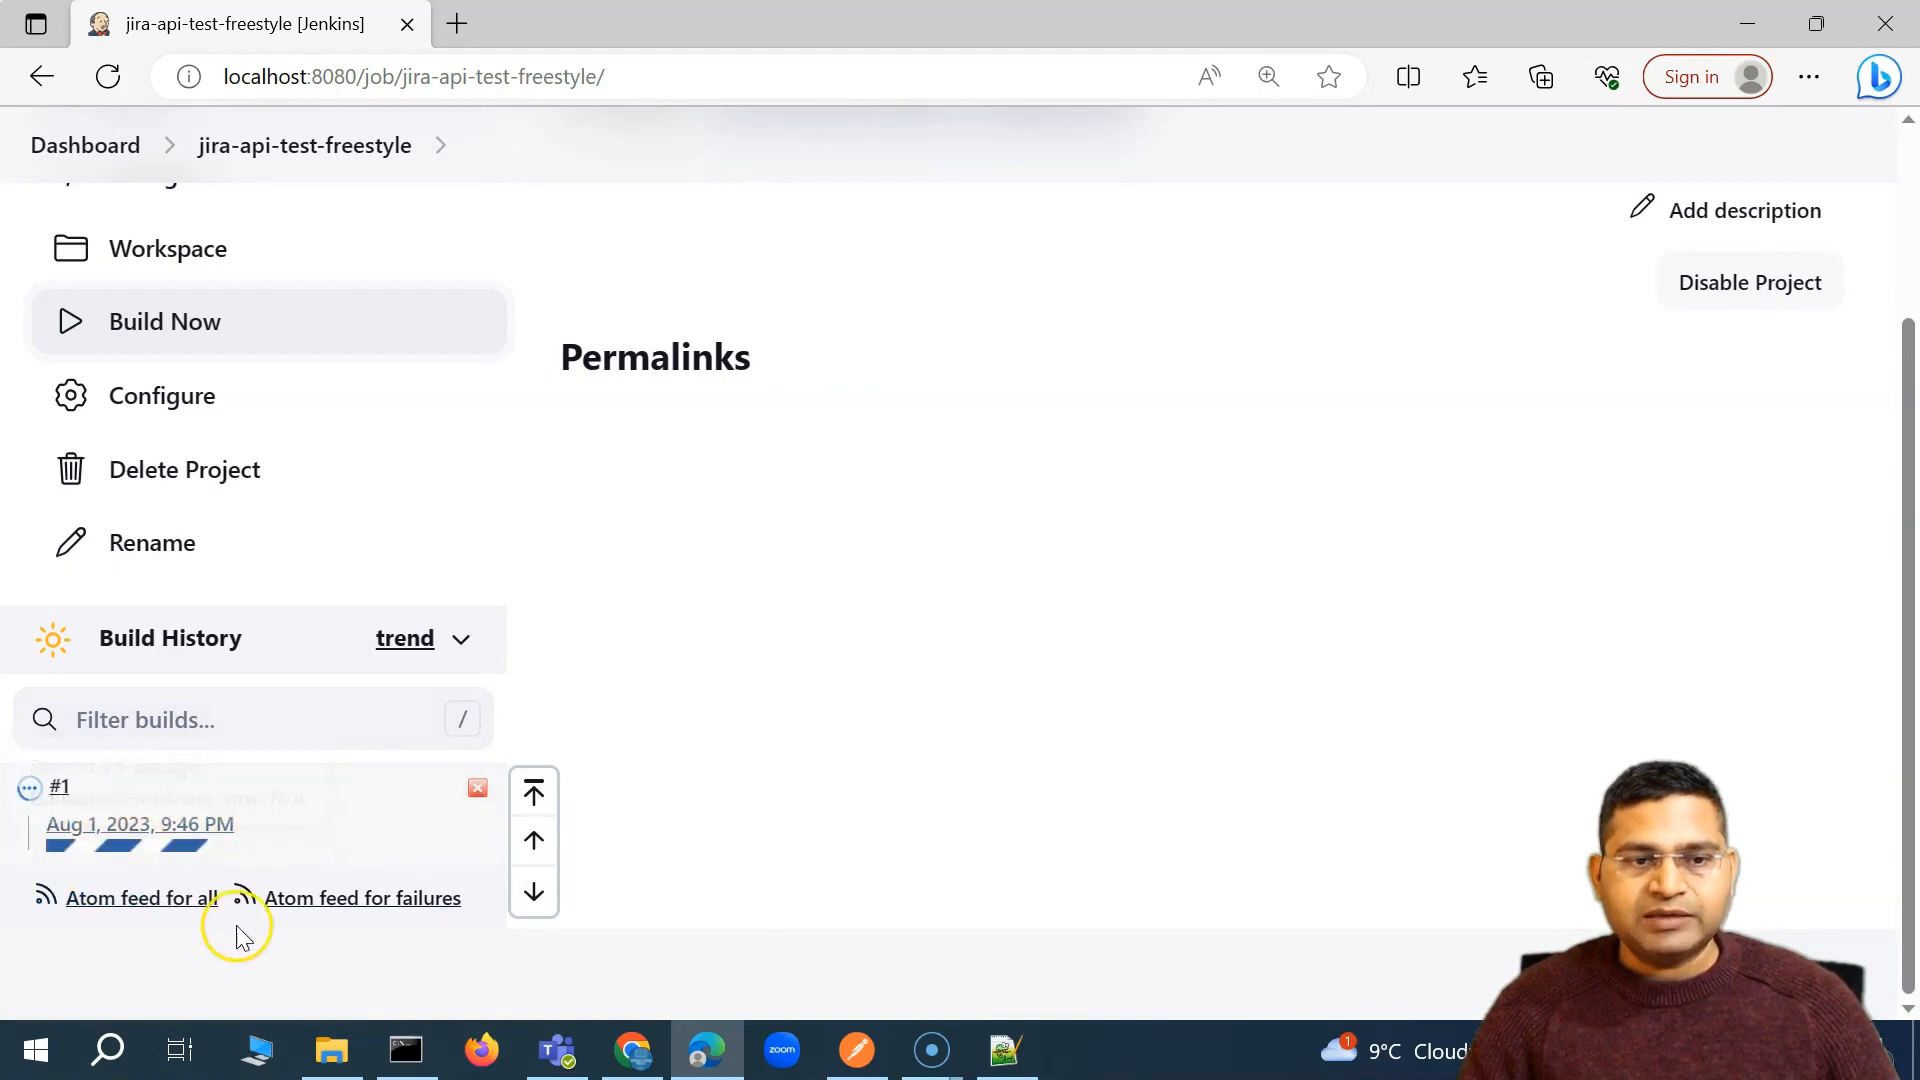 jira-api-test-freestyle [Jenkins]
localhost:8080/job/jira-api-test-freestyle/
Sign in
Dashboard
jira-api-test-freestyle
Add description
Workspace
Disable Project
Build Now
Permalinks
Configure
Delete Project
Rename
Build History
trend
Filter builds...
/
#1
Aug 1, 2023, 9:46 PM
Atom feed for all
Atom feed for failures
zoom
1
9°C Cloud